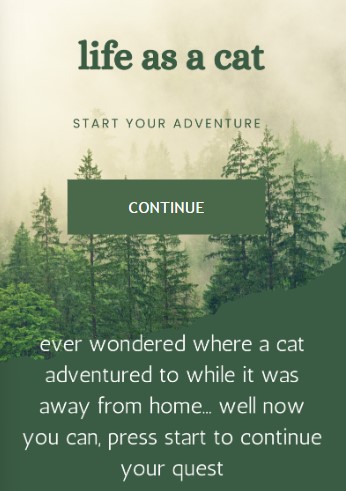 life as a cat
START YOUR ADVENTURE
CONTINUE
ever wondered where a cat
adventured to while it was
away from home... well now
you can, press start to continue
your quest